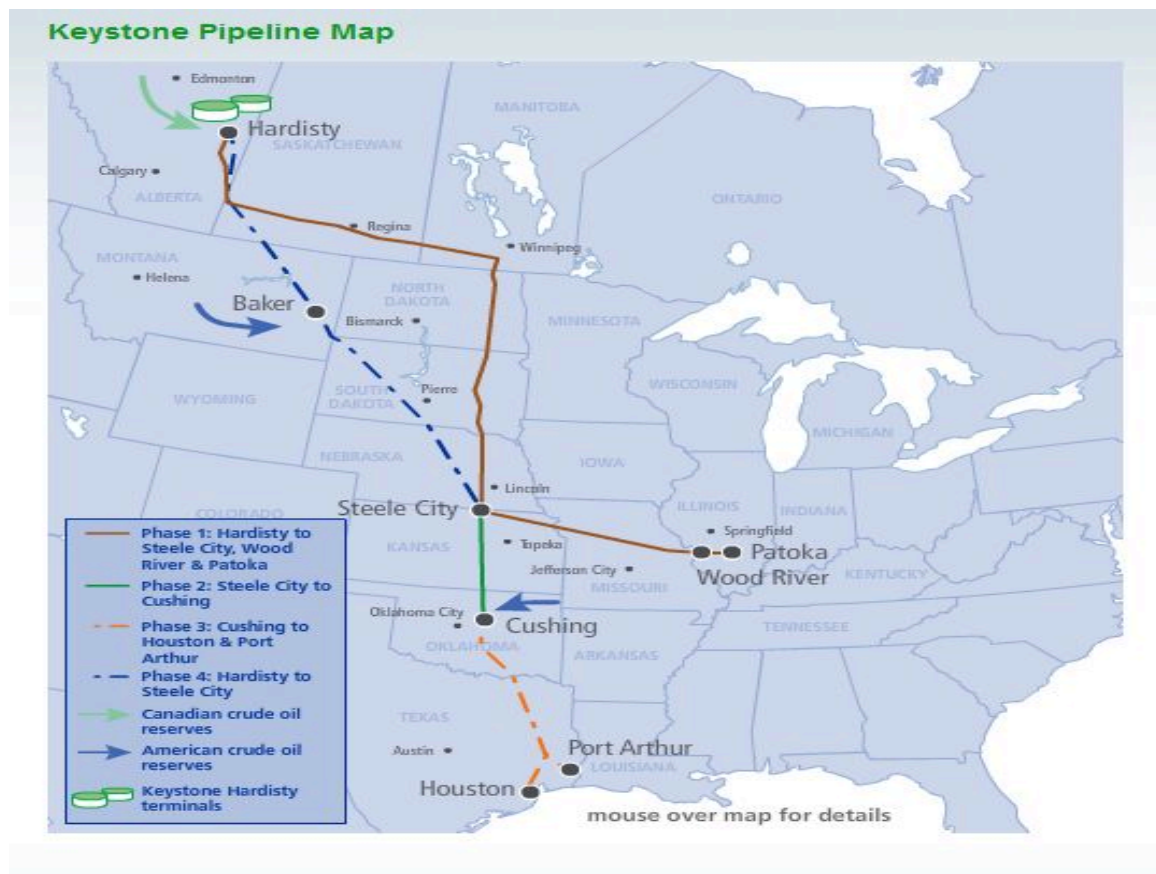 Keystone Pipeline Map
Edmonton
Hardisty
MANITOBA
SASKATCHEWAN
Calgary
ALBERTA
ONTARIO
Regina
Winnipeg
MONTANA
Helena
NORTH
DAKOTA
Baker
Bismarck
MINNESOTA
WISCONSIN
SOUTH
DAKOTA
Pierre
WYOMING
MICHIGAN
NEBRASKA
IOWA
Lincoln
Steele City
COLORADO
ILLINOIS
INDIANA
Springfield
KANSAS
Topeka
Patoka
Jefferson City
Wood River
KENTUCKY
MISSOURI
Oklahoma City
Cushing
TENNESSEE
OKLAHOMA
ARKANSAS
TEXAS
Austin
Port Arthur
LOUISIANA
Houston
mouse over map for details
Phase 1: Hardisty to
Steele City, Wood
River & Patoka
Phase 2: Steele City to
Cushing
Phase 3: Cushing to
Houston & Port
Arthur
Phase 4: Hardisty to
Steele City
Canadian crude oil
reserves
American crude oil
reserves
Keystone Hardisty
terminals